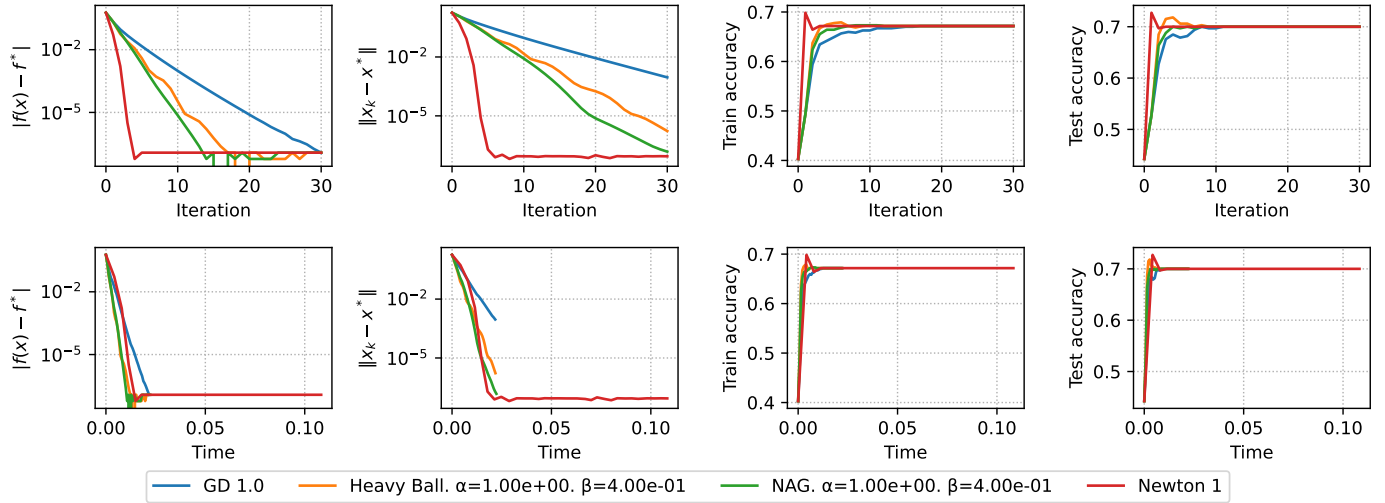 10⁻²
10⁻⁵
|f(x) − f*|
0 10 20 30
Iteration
10⁻²
10⁻⁵
‖x_k − x*‖
0 10 20 30
Iteration
0.7
0.6
0.5
0.4
Train accuracy
0 10 20 30
Iteration
0.7
0.6
0.5
Test accuracy
0 10 20 30
Iteration
10⁻²
10⁻⁵
|f(x) − f*|
0.00 0.05 0.10
Time
10⁻²
10⁻⁵
‖x_k − x*‖
0.00 0.05 0.10
Time
0.7
0.6
0.5
0.4
Train accuracy
0.00 0.05 0.10
Time
0.7
0.6
0.5
Test accuracy
0.00 0.05 0.10
Time
GD 1.0 Heavy Ball. α=1.00e+00. β=4.00e-01 NAG. α=1.00e+00. β=4.00e-01 Newton 1